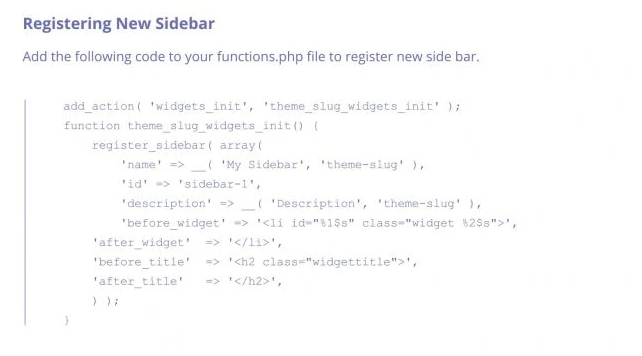 Registering New Sidebar
Add the following code to your functions.php file to register new side bar.
add_action( 'widgets_init', 'theme_slug_widgets_init' );
function theme_slug_widgets_init() {
    register_sidebar( array(
        'name' => __( 'My Sidebar', 'theme-slug' ),
        'id' => 'sidebar-1',
        'description' => __( 'Description', 'theme-slug' ),
        'before_widget' => '<li id="%1$s" class="widget %2$s">',
    'after_widget'  => '</li>',
    'before_title'  => '<h2 class="widgettitle">',
    'after_title'   => '</h2>',
    ) );
}